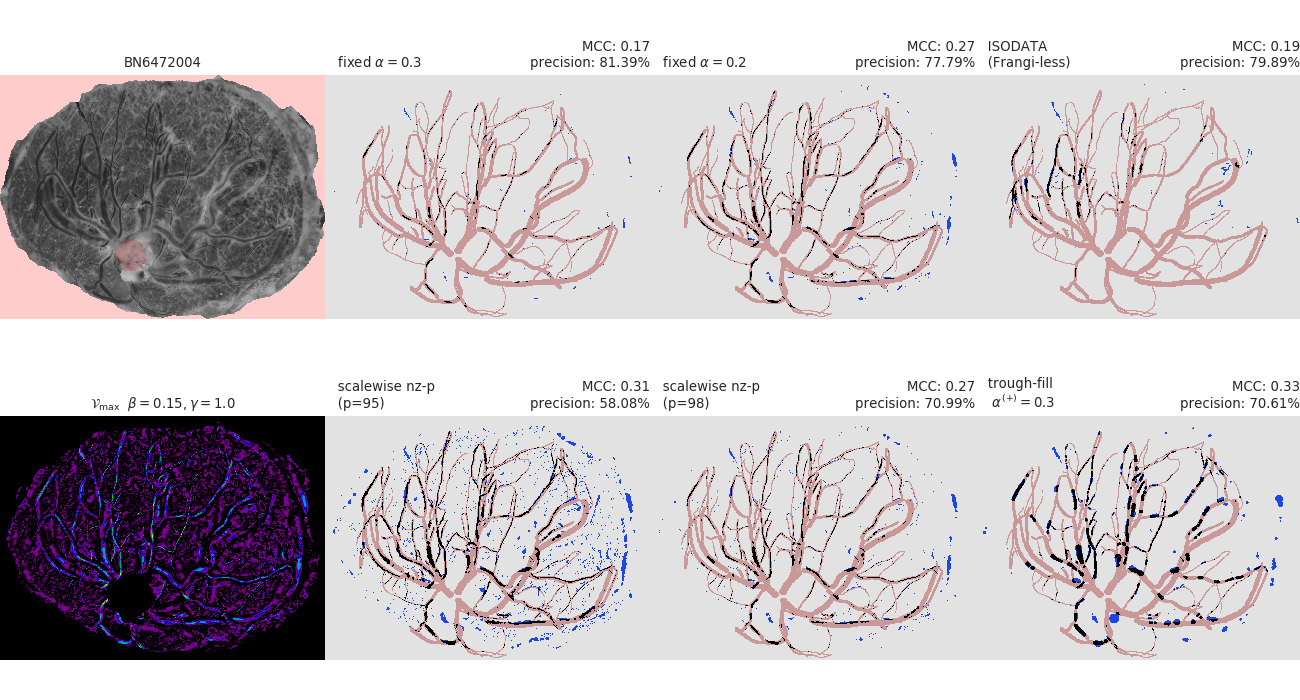 BN6472004
fixed α = 0.3
MCC: 0.17
precision: 81.39%
fixed α = 0.2
MCC: 0.27
precision: 77.79%
ISODATA
(Frangi-less)
MCC: 0.19
precision: 79.89%
𝒱max β = 0.15, γ = 1.0
scalewise nz-p
(p=95)
MCC: 0.31
precision: 58.08%
scalewise nz-p
(p=98)
MCC: 0.27
precision: 70.99%
trough-fill
α(+) = 0.3
MCC: 0.33
precision: 70.61%